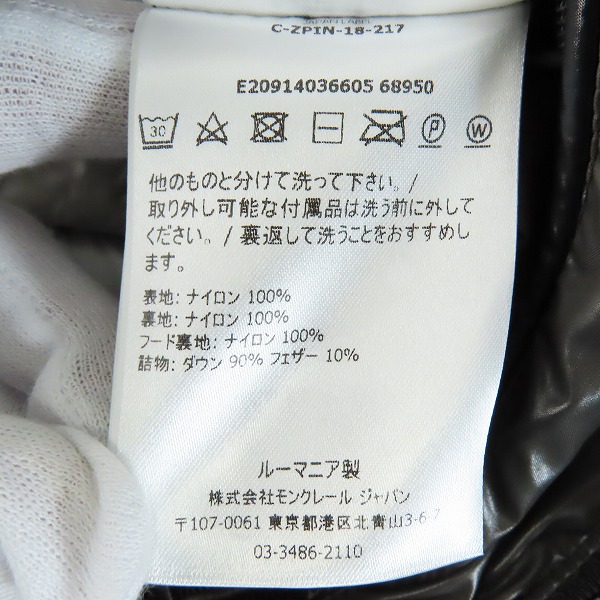 JAPAN LABEL
C-ZPIN-18-217
E20914036605 68950
30
P
W
他のものと分けて洗って下さい。/
取り外し可能な付属品は洗う前に外して
ください。/ 裏返して洗うことをおすすめし
ます。
表地: ナイロン 100%
裏地: ナイロン 100%
フード裏地: ナイロン 100%
詰物: ダウン 90% フェザー 10%
ルーマニア製
株式会社モンクレール ジャパン
〒107-0061 東京都港区北青山3-6-7
03-3486-2110